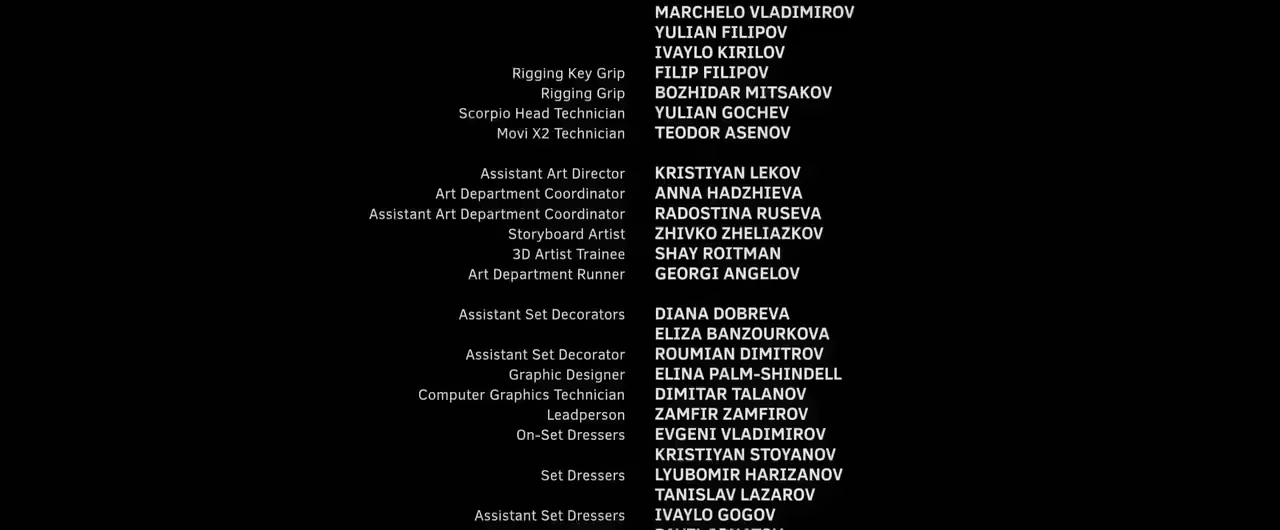 MARCHELO VLADIMIROV
YULIAN FILIPOV
IVAYLO KIRILOV
Rigging Key Grip FILIP FILIPOV
Rigging Grip BOZHIDAR MITSAKOV
Scorpio Head Technician YULIAN GOCHEV
Movi X2 Technician TEODOR ASENOV
Assistant Art Director KRISTIYAN LEKOV
Art Department Coordinator ANNA HADZHIEVA
Assistant Art Department Coordinator RADOSTINA RUSEVA
Storyboard Artist ZHIVKO ZHELIAZKOV
3D Artist Trainee SHAY ROITMAN
Art Department Runner GEORGI ANGELOV
Assistant Set Decorators DIANA DOBREVA
ELIZA BANZOURKOVA
Assistant Set Decorator ROUMIAN DIMITROV
Graphic Designer ELINA PALM-SHINDELL
Computer Graphics Technician DIMITAR TALANOV
Leadperson ZAMFIR ZAMFIROV
On-Set Dressers EVGENI VLADIMIROV
KRISTIYAN STOYANOV
Set Dressers LYUBOMIR HARIZANOV
TANISLAV LAZAROV
Assistant Set Dressers IVAYLO GOGOV